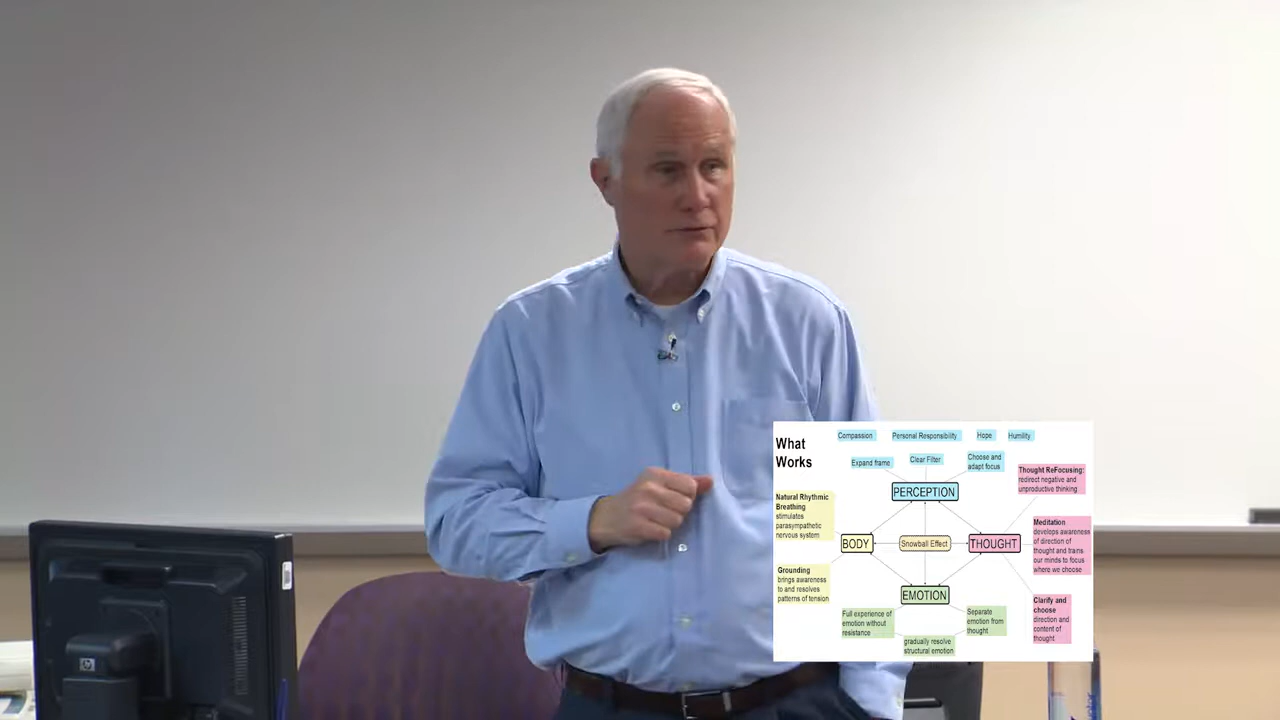 What
Works
Compassion
Personal Responsibility
Hope
Humility
Expand frame
Clear Filter
Choose and
adapt focus
PERCEPTION
Thought ReFocusing:
redirect negative and
unproductive thinking
Natural Rhythmic
Breathing
stimulates
parasympathetic
nervous system
BODY
Snowball Effect
THOUGHT
Meditation
develops awareness
of direction of
thought and trains
our minds to focus
where we choose
Grounding
brings awareness
to and resolves
patterns of tension
EMOTION
Full experience of
emotion without
resistance
Separate
emotion from
thought
gradually resolve
structural emotion
Clarify and
choose
direction and
content of
thought
hp